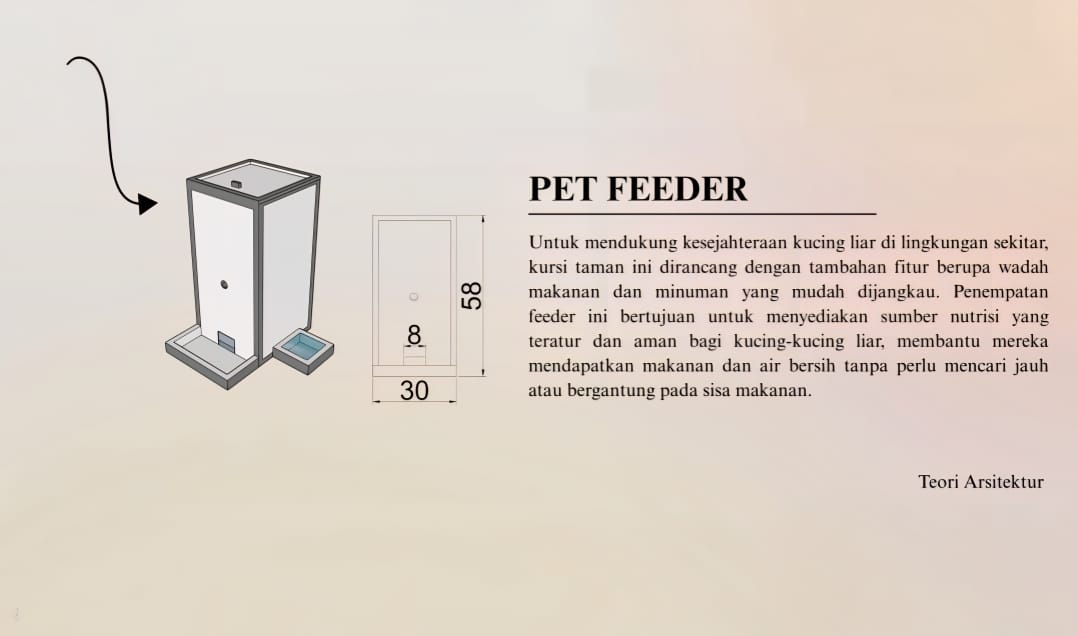 PET FEEDER
Untuk mendukung kesejahteraan kucing liar di lingkungan sekitar,
kursi taman ini dirancang dengan tambahan fitur berupa wadah
makanan dan minuman yang mudah dijangkau. Penempatan
feeder ini bertujuan untuk menyediakan sumber nutrisi yang
teratur dan aman bagi kucing-kucing liar, membantu mereka
mendapatkan makanan dan air bersih tanpa perlu mencari jauh
atau bergantung pada sisa makanan.
58
8
30
Teori Arsitektur